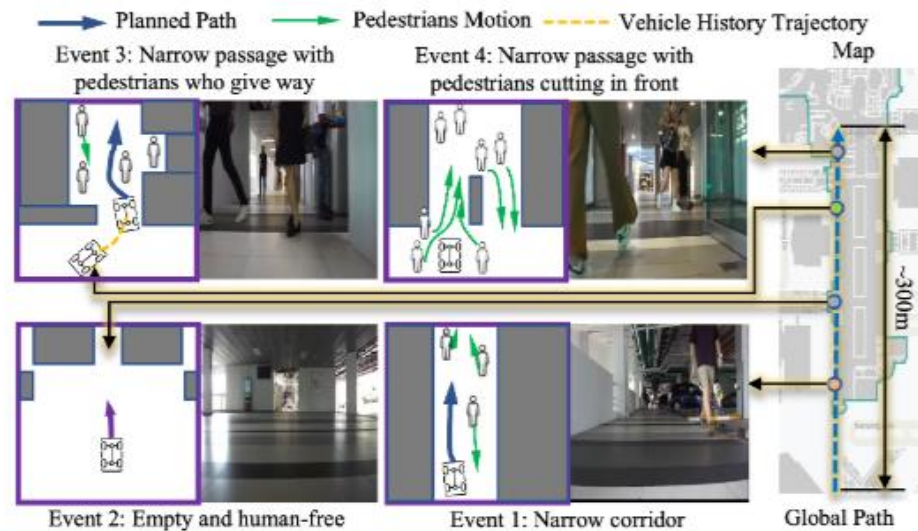 Planned Path
Pedestrians Motion
Vehicle History Trajectory
Event 3: Narrow passage with
pedestrians who give way
Event 4: Narrow passage with
pedestrians cutting in front
Map
~300m
Event 2: Empty and human-free
Event 1: Narrow corridor
Global Path